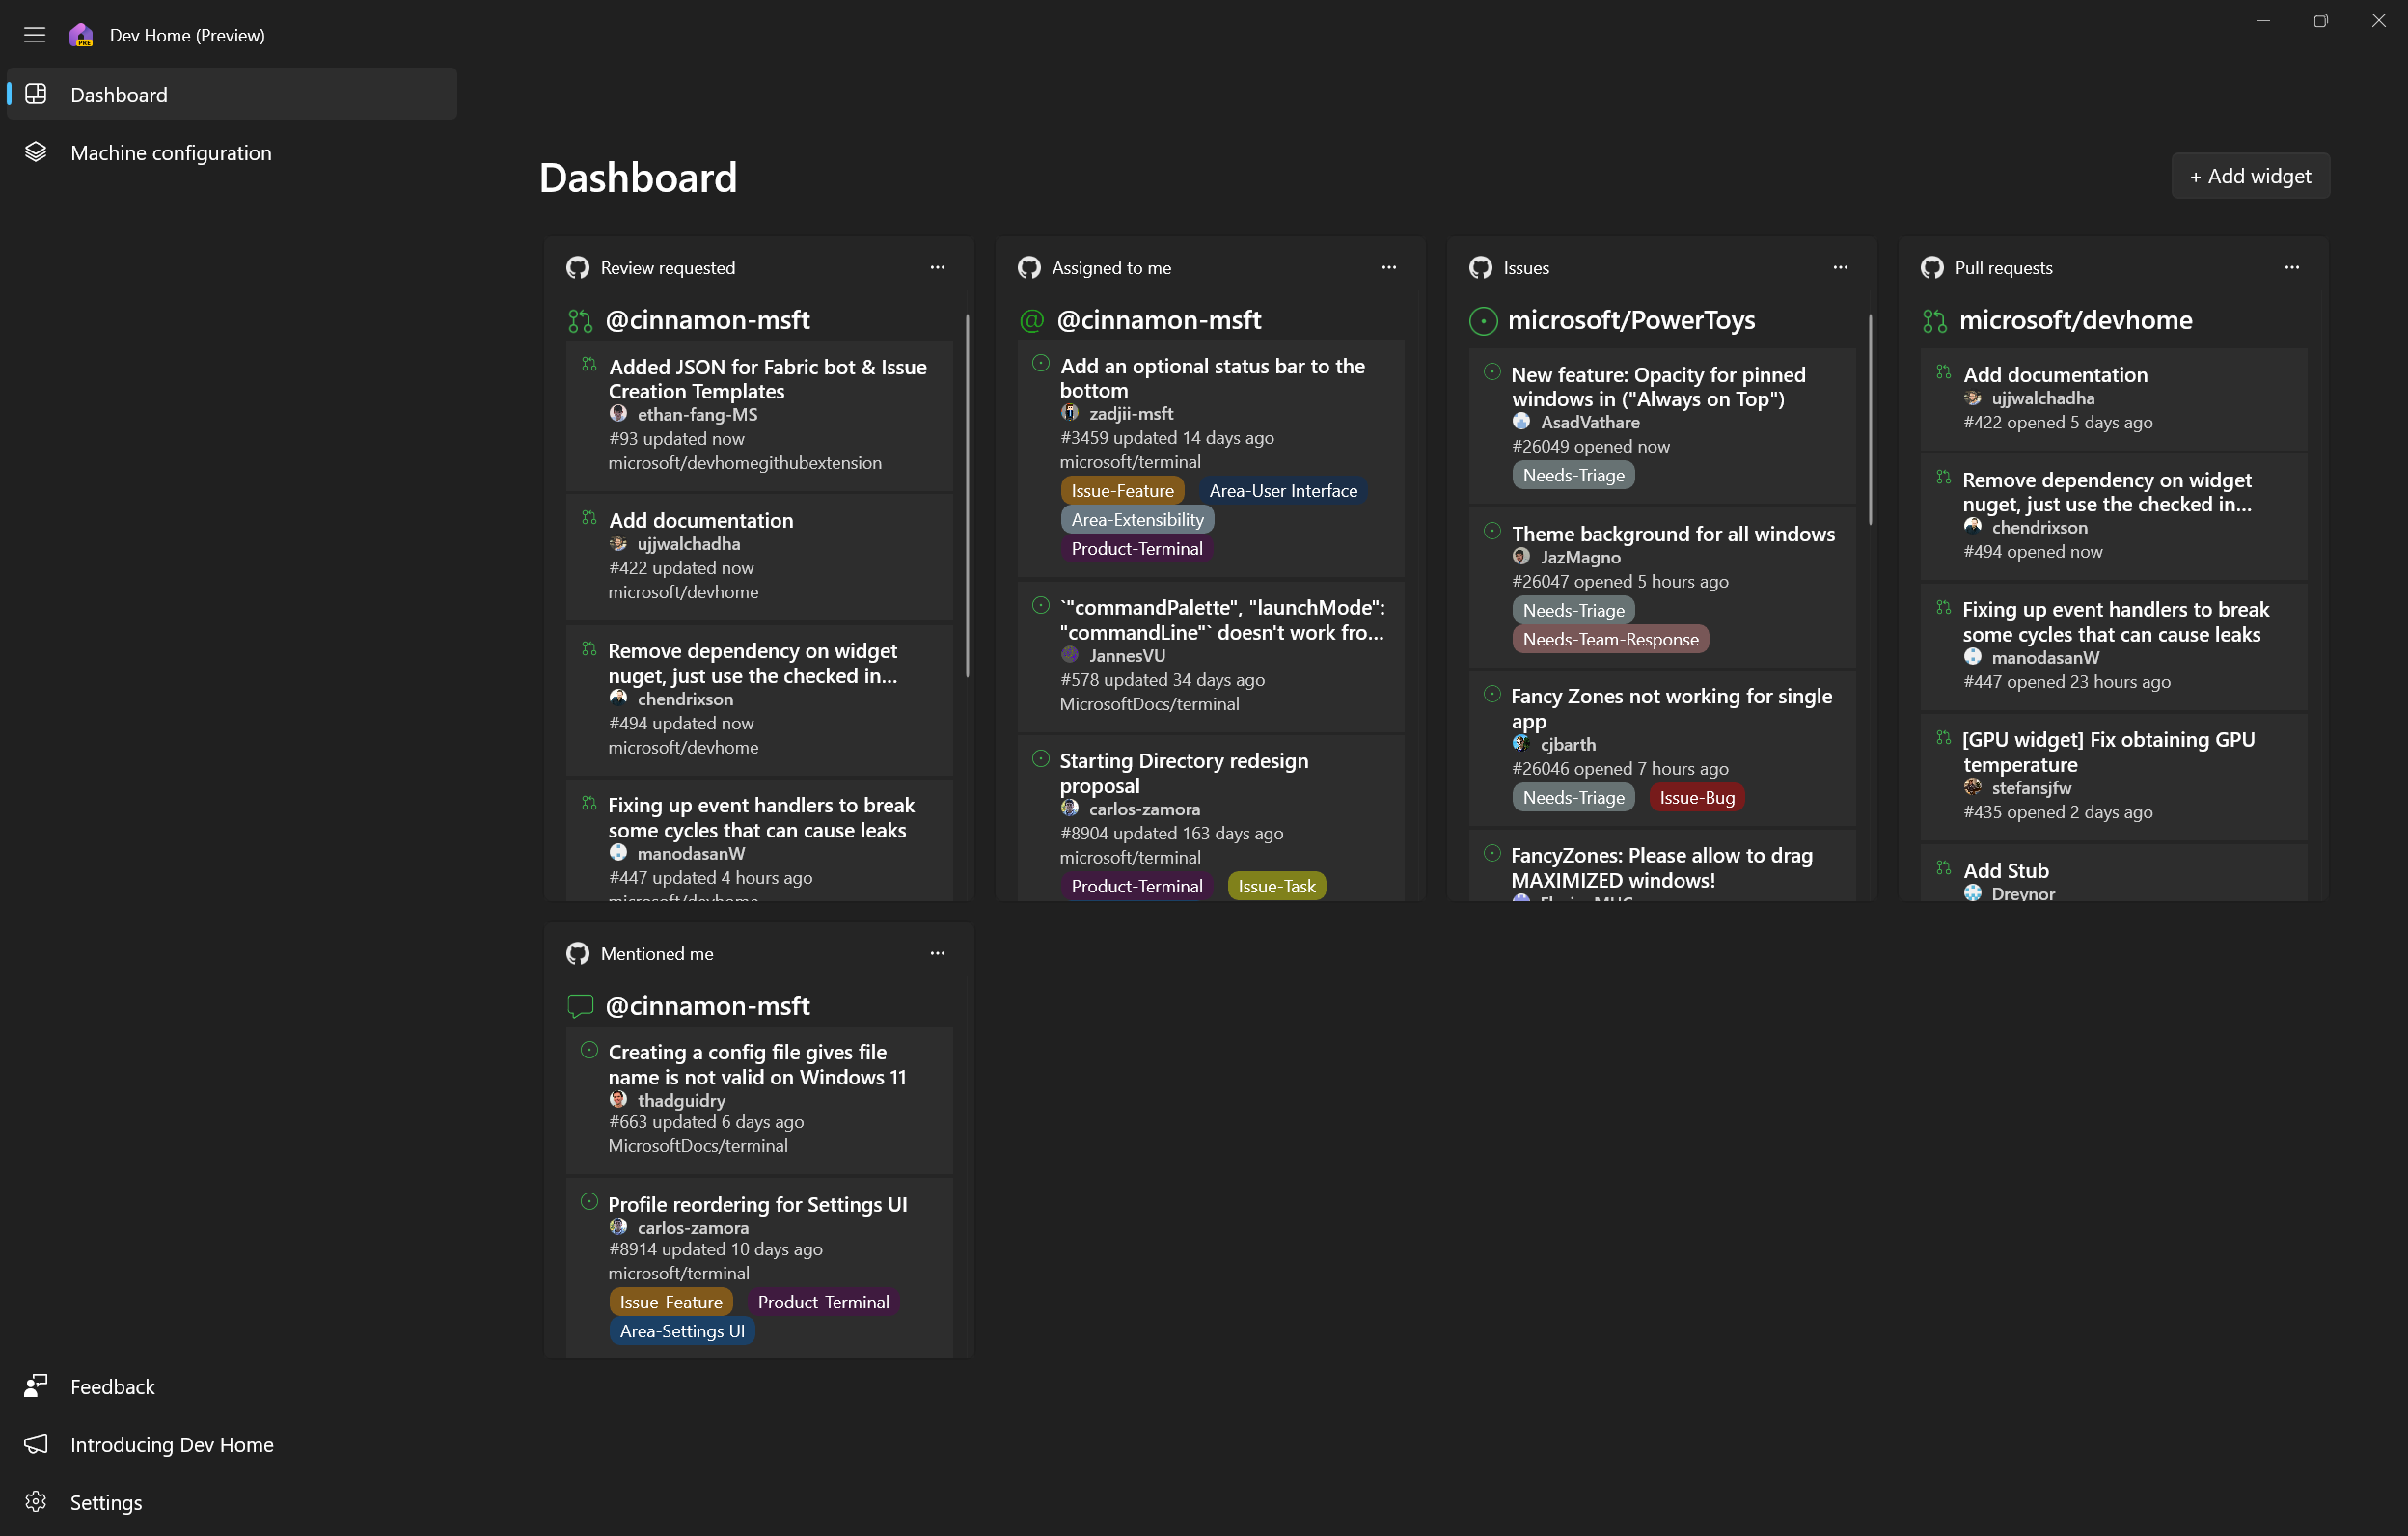 Dev Home (Preview)
Dashboard
Machine configuration
Dashboard
+ Add widget
Review requested
@cinnamon-msft
Added JSON for Fabric bot & Issue
Creation Templates
ethan-fang-MS
#93 updated now
microsoft/devhomegithubextension
Add documentation
ujjwalchadha
#422 updated now
microsoft/devhome
Remove dependency on widget
nuget, just use the checked in...
chendrixson
#494 updated now
microsoft/devhome
Fixing up event handlers to break
some cycles that can cause leaks
manodasanW
#447 updated 4 hours ago
Assigned to me
@ @cinnamon-msft
Add an optional status bar to the
bottom
zadjii-msft
#3459 updated 14 days ago
microsoft/terminal
Issue-Feature Area-User Interface
Area-Extensibility
Product-Terminal
`"commandPalette", "launchMode":
"commandLine"` doesn't work fro...
JannesVU
#578 updated 34 days ago
MicrosoftDocs/terminal
Starting Directory redesign
proposal
carlos-zamora
#8904 updated 163 days ago
microsoft/terminal
Product-Terminal Issue-Task
Issues
microsoft/PowerToys
New feature: Opacity for pinned
windows in ("Always on Top")
AsadVathare
#26049 opened now
Needs-Triage
Theme background for all windows
JazMagno
#26047 opened 5 hours ago
Needs-Triage
Needs-Team-Response
Fancy Zones not working for single
app
cjbarth
#26046 opened 7 hours ago
Needs-Triage Issue-Bug
FancyZones: Please allow to drag
MAXIMIZED windows!
Pull requests
microsoft/devhome
Add documentation
ujjwalchadha
#422 opened 5 days ago
Remove dependency on widget
nuget, just use the checked in...
chendrixson
#494 opened now
Fixing up event handlers to break
some cycles that can cause leaks
manodasanW
#447 opened 23 hours ago
[GPU widget] Fix obtaining GPU
temperature
stefansjfw
#435 opened 2 days ago
Add Stub
Dreynor
Mentioned me
@cinnamon-msft
Creating a config file gives file
name is not valid on Windows 11
thadguidry
#663 updated 6 days ago
MicrosoftDocs/terminal
Profile reordering for Settings UI
carlos-zamora
#8914 updated 10 days ago
microsoft/terminal
Issue-Feature Product-Terminal
Area-Settings UI
Feedback
Introducing Dev Home
Settings